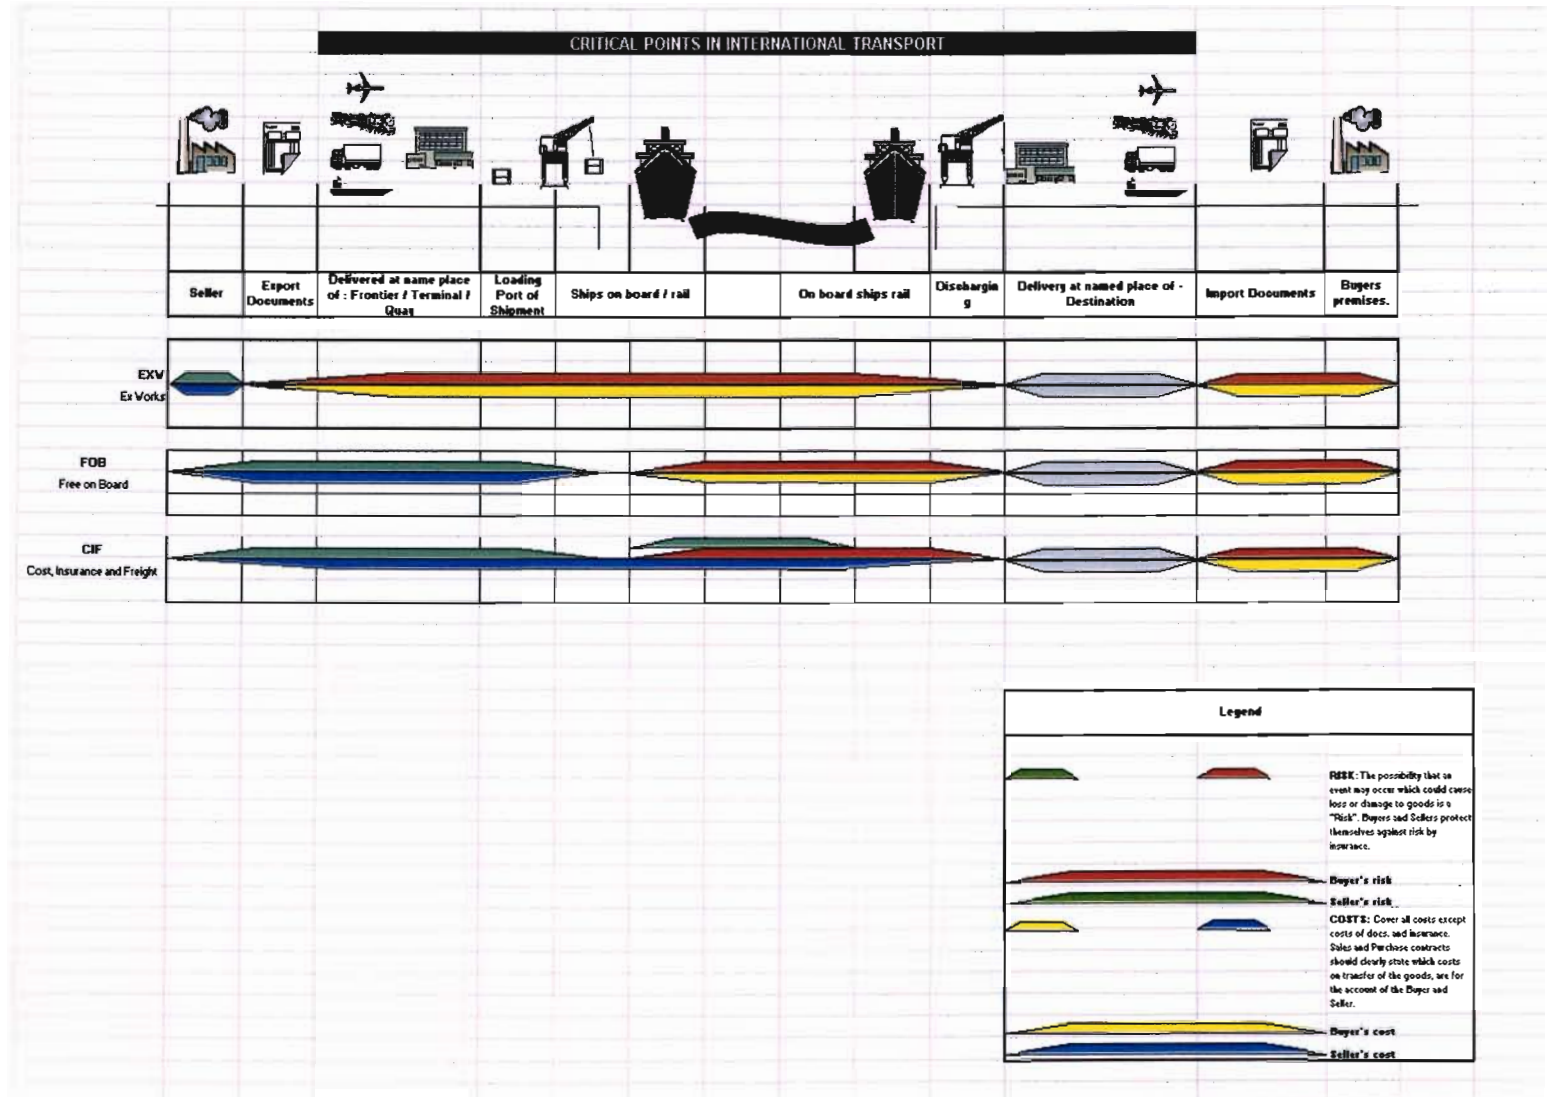 CRITICAL POINTS IN INTERNATIONAL TRANSPORT
Seller
Export
Documents
Delivered at name place
of : Frontier / Terminal /
Quay
Loading
Port of
Shipment
Ships on board / rail
On board ships rail
Dischargin
g
Delivery at named place of -
Destination
Import Documents
Buyers
premises.
EXW
Ex Works
FOB
Free on Board
CIF
Cost, Insurance and Freight
Legend
RISK: The possibility that an
event may occur which could cause
loss or damage to goods is a
"Risk". Buyers and Sellers protect
themselves against risk by
insurance.
Buyer's risk
Seller's risk
COSTS: Cover all costs except
costs of docs. and insurance.
Sales and Purchase contracts
should clearly state which costs
on transfer of the goods, are for
the account of the Buyer and
Seller.
Buyer's cost
Seller's cost